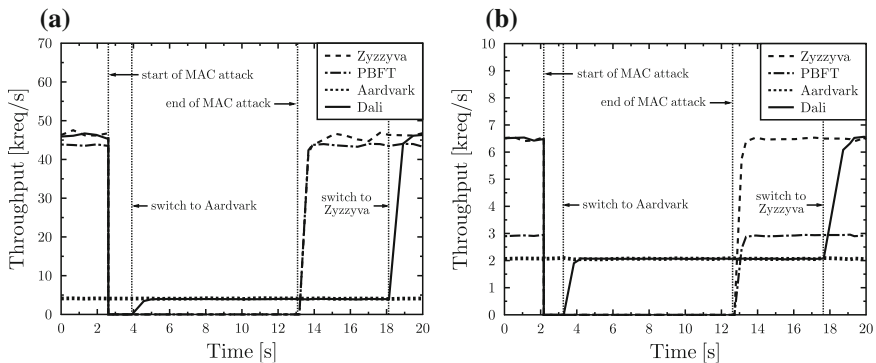 (a)
Throughput [kreq/s]
70
60
50
40
30
20
10
0
0 2 4 6 8 10 12 14 16 18 20
Time [s]
Zyzzyva
PBFT
Aardvark
Dali
start of MAC attack
end of MAC attack
switch to Aardvark
switch to
Zyzzyva
(b)
Throughput [kreq/s]
10
9
8
7
6
5
4
3
2
1
0
0 2 4 6 8 10 12 14 16 18 20
Time [s]
Zyzzyva
PBFT
Aardvark
Dali
start of MAC attack
end of MAC attack
switch to Aardvark
switch to
Zyzzyva